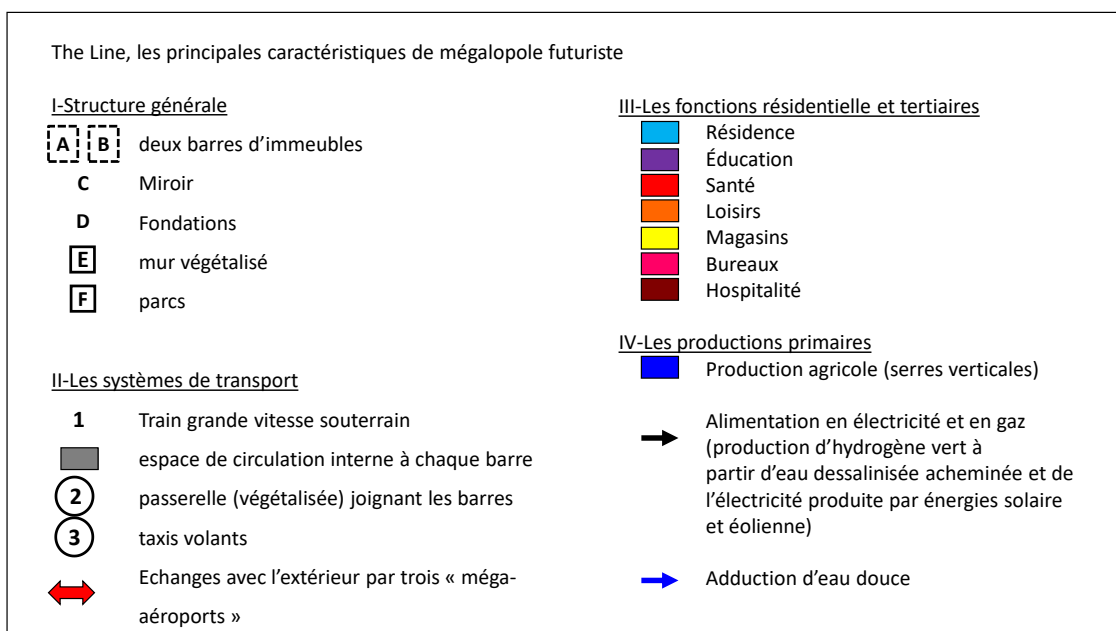 The Line, les principales caractéristiques de mégalopole futuriste
I-Structure générale
A B deux barres d’immeubles
C Miroir
D Fondations
E mur végétalisé
F parcs
II-Les systèmes de transport
1 Train grande vitesse souterrain
espace de circulation interne à chaque barre
2 passerelle (végétalisée) joignant les barres
3 taxis volants
Echanges avec l’extérieur par trois « méga-
aéroports »
III-Les fonctions résidentielle et tertiaires
Résidence
Éducation
Santé
Loisirs
Magasins
Bureaux
Hospitalité
IV-Les productions primaires
Production agricole (serres verticales)
Alimentation en électricité et en gaz
(production d’hydrogène vert à
partir d’eau dessalinisée acheminée et de
l’électricité produite par énergies solaire
et éolienne)
Adduction d’eau douce